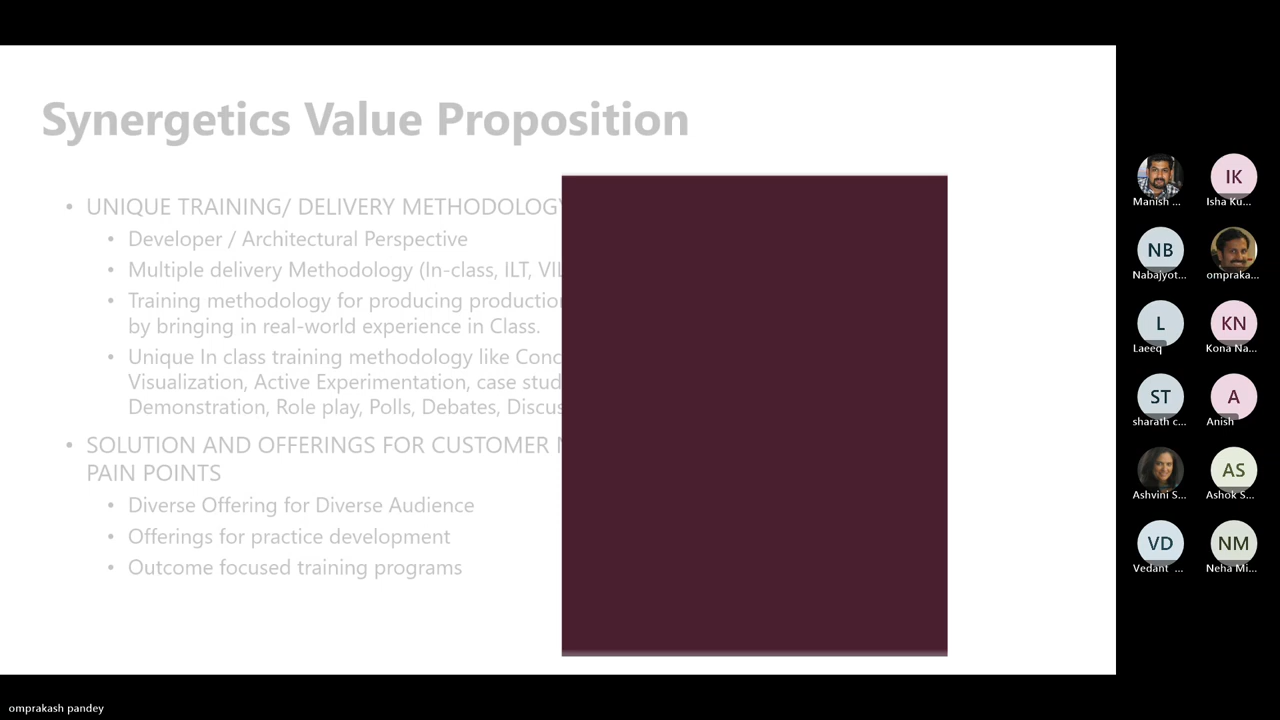 Synergetics Value Proposition
• UNIQUE TRAINING/ DELIVERY METHODOLOGY
• Developer / Architectural Perspective
• Multiple delivery Methodology (In-class, ILT,
• Training methodology for producing
by bringing in real-world experience in Class.
• Unique In class training methodology like
Visualization, Active Experimentation, case
Demonstration, Role play, Polls, Debates,
• SOLUTION AND OFFERINGS FOR CUSTOMER
PAIN POINTS
• Diverse Offering for Diverse Audience
• Offerings for practice development
• Outcome focused training programs
Manish ...
IK
Isha Ku...
NB
Nabajyot...
ompraka...
L
Laeeq
KN
Kona Na...
ST
sharath c...
A
Anish
Ashvini S...
AS
Ashok S...
VD
Vedant ...
NM
Neha Mi...
omprakash pandey